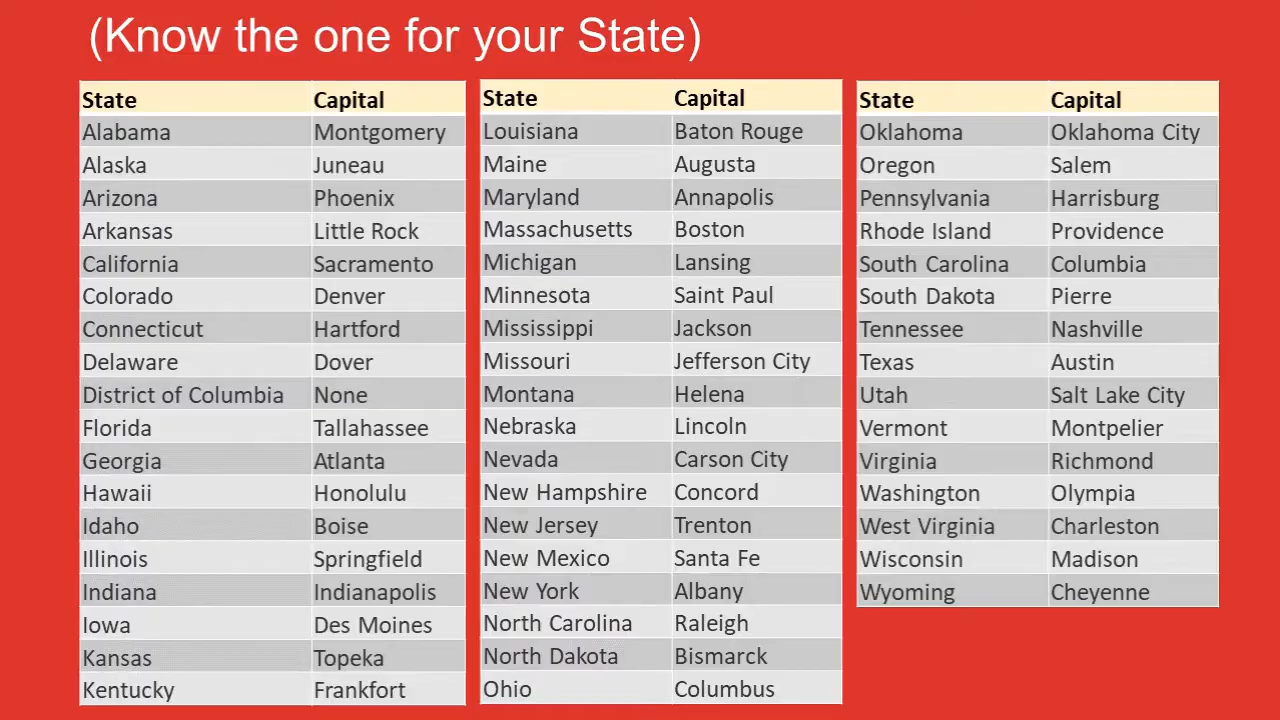 (Know the one for your State)
State Capital
Alabama Montgomery
Alaska Juneau
Arizona Phoenix
Arkansas Little Rock
California Sacramento
Colorado Denver
Connecticut Hartford
Delaware Dover
District of Columbia None
Florida Tallahassee
Georgia Atlanta
Hawaii Honolulu
Idaho Boise
Illinois Springfield
Indiana Indianapolis
Iowa Des Moines
Kansas Topeka
Kentucky Frankfort
State Capital
Louisiana Baton Rouge
Maine Augusta
Maryland Annapolis
Massachusetts Boston
Michigan Lansing
Minnesota Saint Paul
Mississippi Jackson
Missouri Jefferson City
Montana Helena
Nebraska Lincoln
Nevada Carson City
New Hampshire Concord
New Jersey Trenton
New Mexico Santa Fe
New York Albany
North Carolina Raleigh
North Dakota Bismarck
Ohio Columbus
State Capital
Oklahoma Oklahoma City
Oregon Salem
Pennsylvania Harrisburg
Rhode Island Providence
South Carolina Columbia
South Dakota Pierre
Tennessee Nashville
Texas Austin
Utah Salt Lake City
Vermont Montpelier
Virginia Richmond
Washington Olympia
West Virginia Charleston
Wisconsin Madison
Wyoming Cheyenne